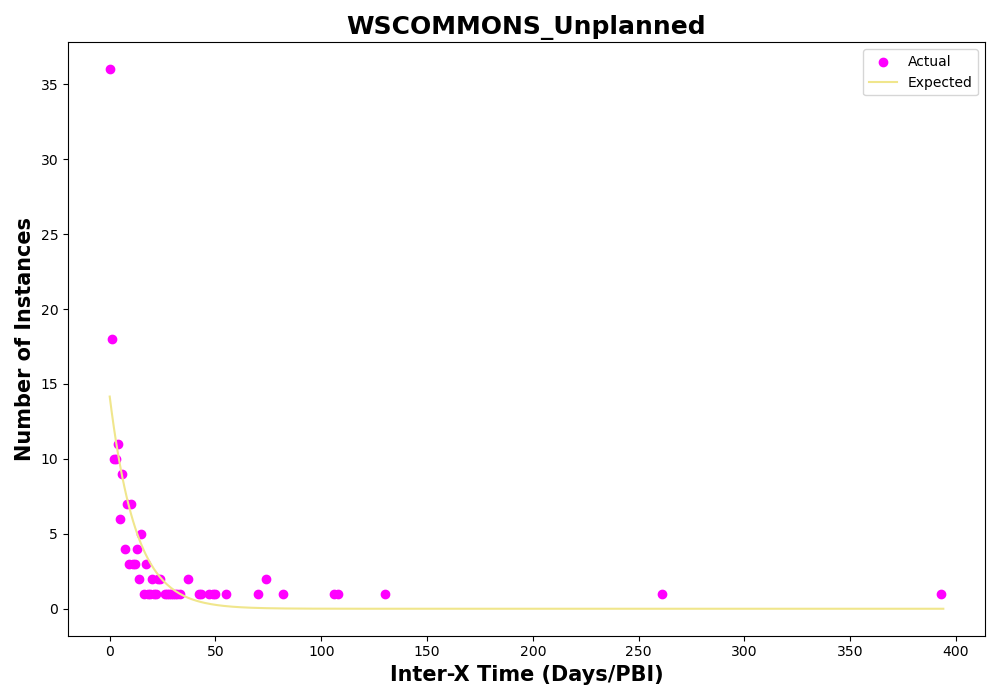 WSCOMMONS_Unplanned
Actual
Expected
Number of Instances
35
30
25
20
15
10
5
0
0 50 100 150 200 250 300 350 400
Inter-X Time (Days/PBI)